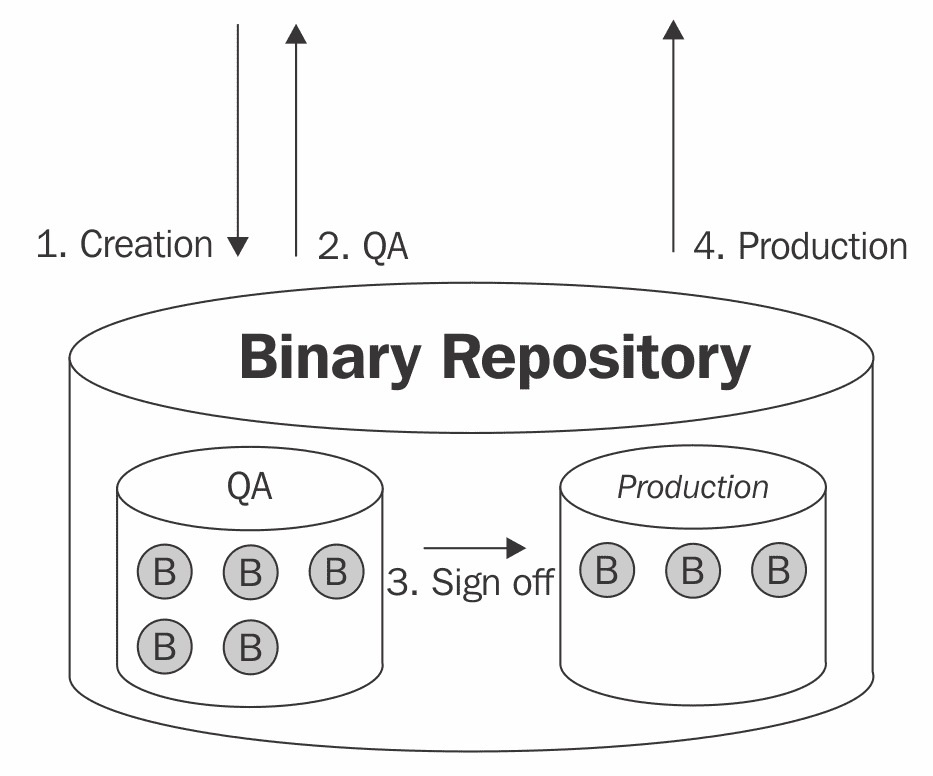 1. Creation
2. QA
4. Production
Binary Repository
QA
Production
B B B
3. Sign off
B B B
B B